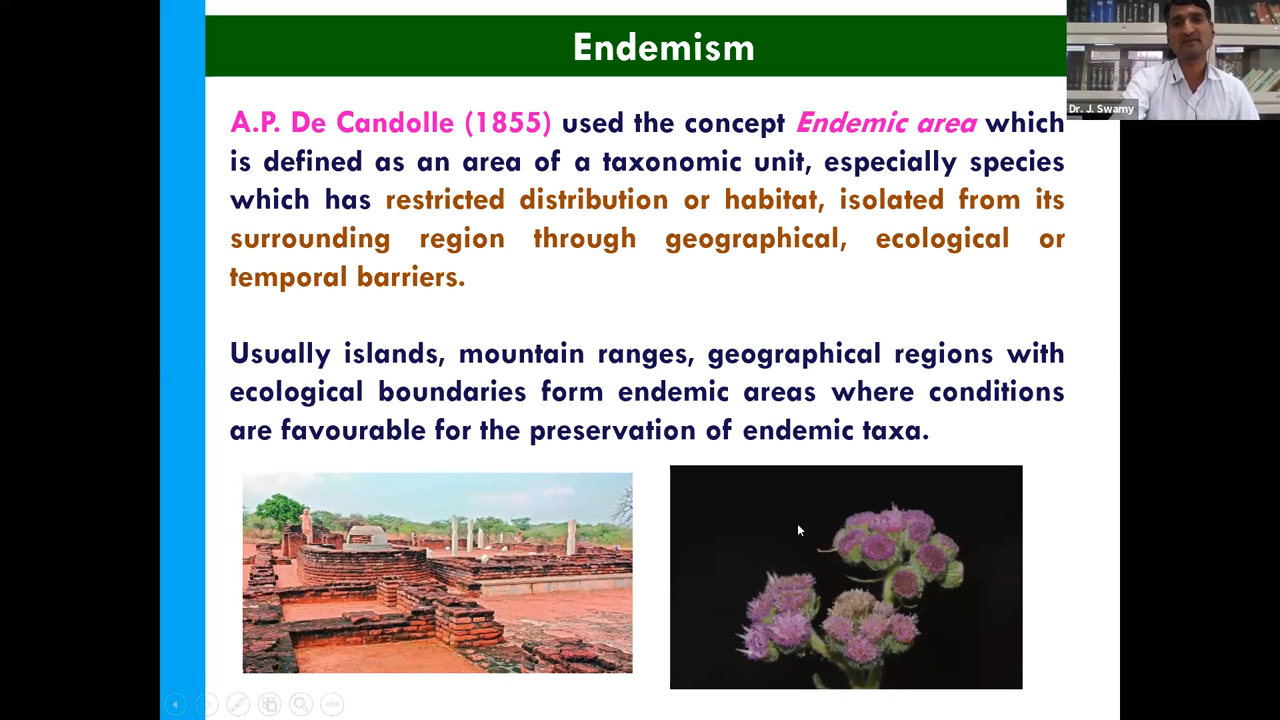 Endemism
Dr. J. Swamy
A.P. De Candolle (1855) used the concept Endemic area which
is defined as an area of a taxonomic unit, especially species
which has restricted distribution or habitat, isolated from its
surrounding region through geographical, ecological or
temporal barriers.
Usually islands, mountain ranges, geographical regions with
ecological boundaries form endemic areas where conditions
are favourable for the preservation of endemic taxa.